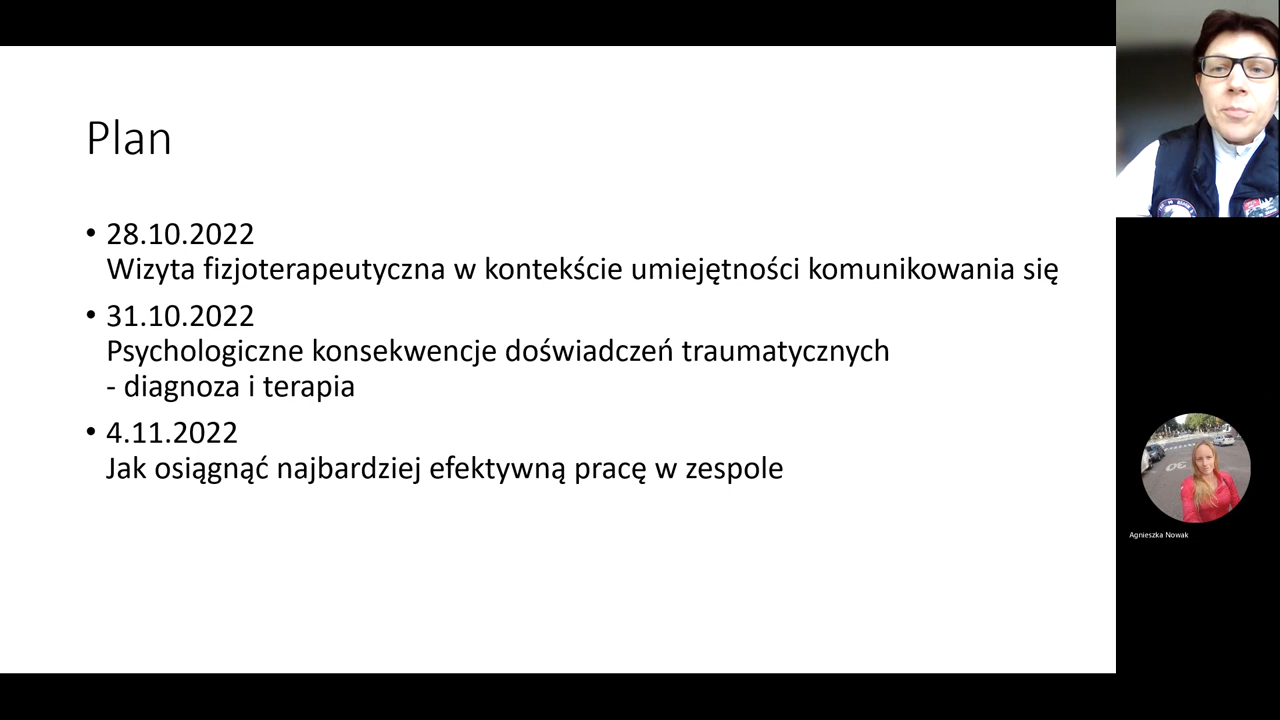 Plan
• 28.10.2022
Wizyta fizjoterapeutyczna w kontekście umiejętności komunikowania się
• 31.10.2022
Psychologiczne konsekwencje doświadczeń traumatycznych
- diagnoza i terapia
• 4.11.2022
Jak osiągnąć najbardziej efektywną pracę w zespole
Agnieszka Nowak